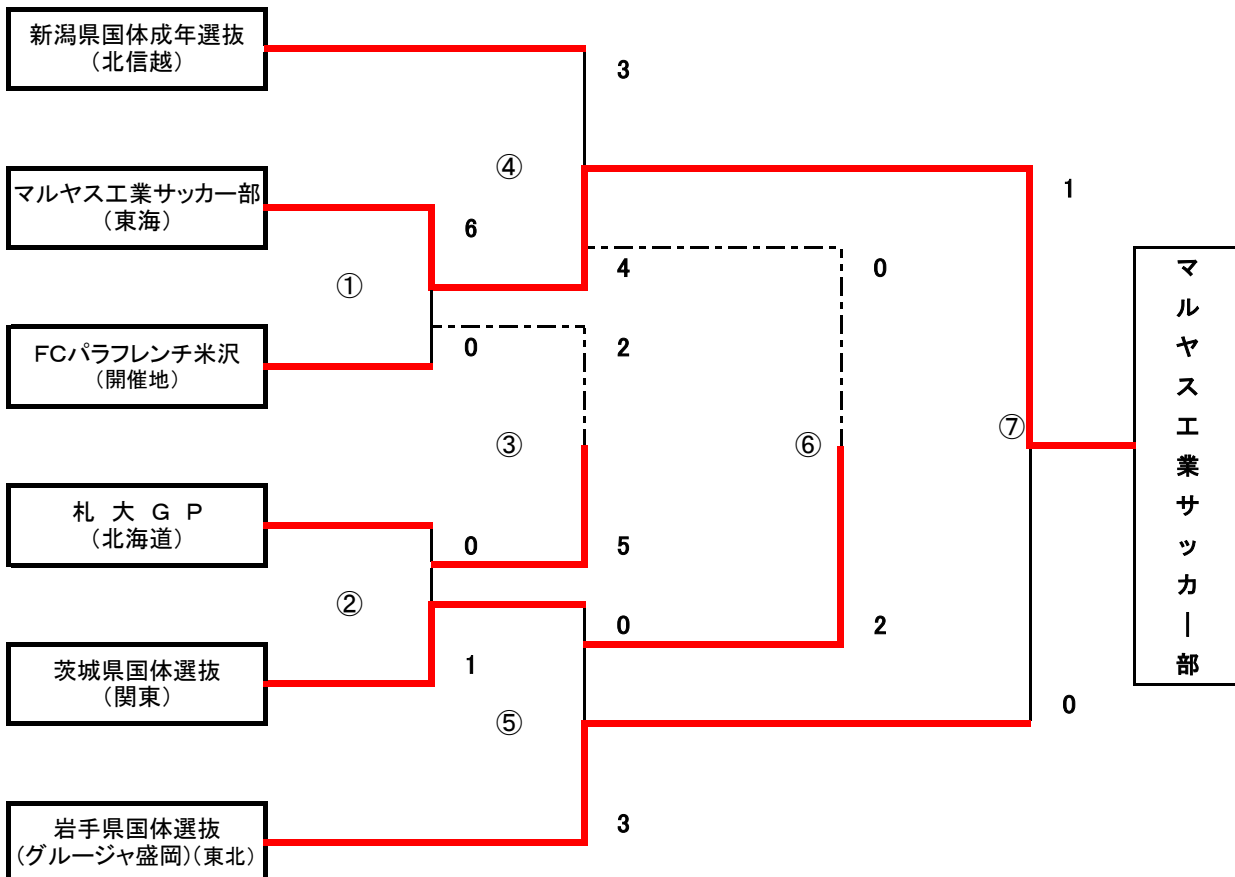 新潟県国体成年選抜
（北信越）
3
④
1
マルヤス工業サッカー部
（東海）
6
①
4
0
FCパラフレンチ米沢
（開催地）
0
2
③
⑥
⑦
マルヤス工業サッカー部
札 大 G P
（北海道）
0
5
②
0
2
茨城県国体選抜
（関東）
1
⑤
0
岩手県国体選抜
（グルージャ盛岡）（東北）
3